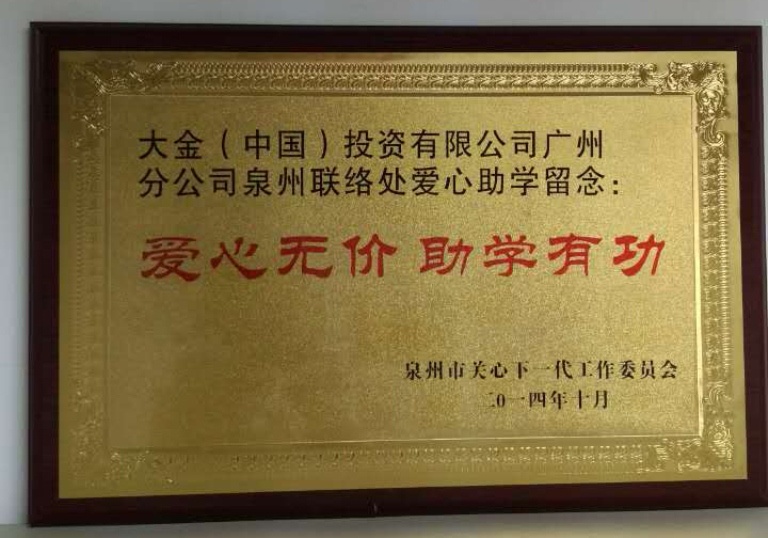 大金（中国）投资有限公司广州
分公司泉州联络处爱心助学留念：
爱心无价 助学有功
泉州市关心下一代工作委员会
二0一四年十月